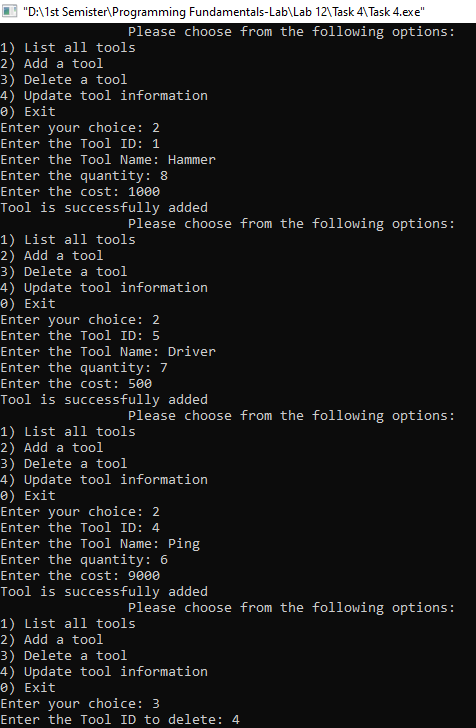 "D:\1st Semister\Programming Fundamentals-Lab\Lab 12\Task 4\Task 4.exe"
Please choose from the following options:
1) List all tools
2) Add a tool
3) Delete a tool
4) Update tool information
0) Exit
Enter your choice: 2
Enter the Tool ID: 1
Enter the Tool Name: Hammer
Enter the quantity: 8
Enter the cost: 1000
Tool is successfully added
Please choose from the following options:
1) List all tools
2) Add a tool
3) Delete a tool
4) Update tool information
0) Exit
Enter your choice: 2
Enter the Tool ID: 5
Enter the Tool Name: Driver
Enter the quantity: 7
Enter the cost: 500
Tool is successfully added
Please choose from the following options:
1) List all tools
2) Add a tool
3) Delete a tool
4) Update tool information
0) Exit
Enter your choice: 2
Enter the Tool ID: 4
Enter the Tool Name: Ping
Enter the quantity: 6
Enter the cost: 9000
Tool is successfully added
Please choose from the following options:
1) List all tools
2) Add a tool
3) Delete a tool
4) Update tool information
0) Exit
Enter your choice: 3
Enter the Tool ID to delete: 4